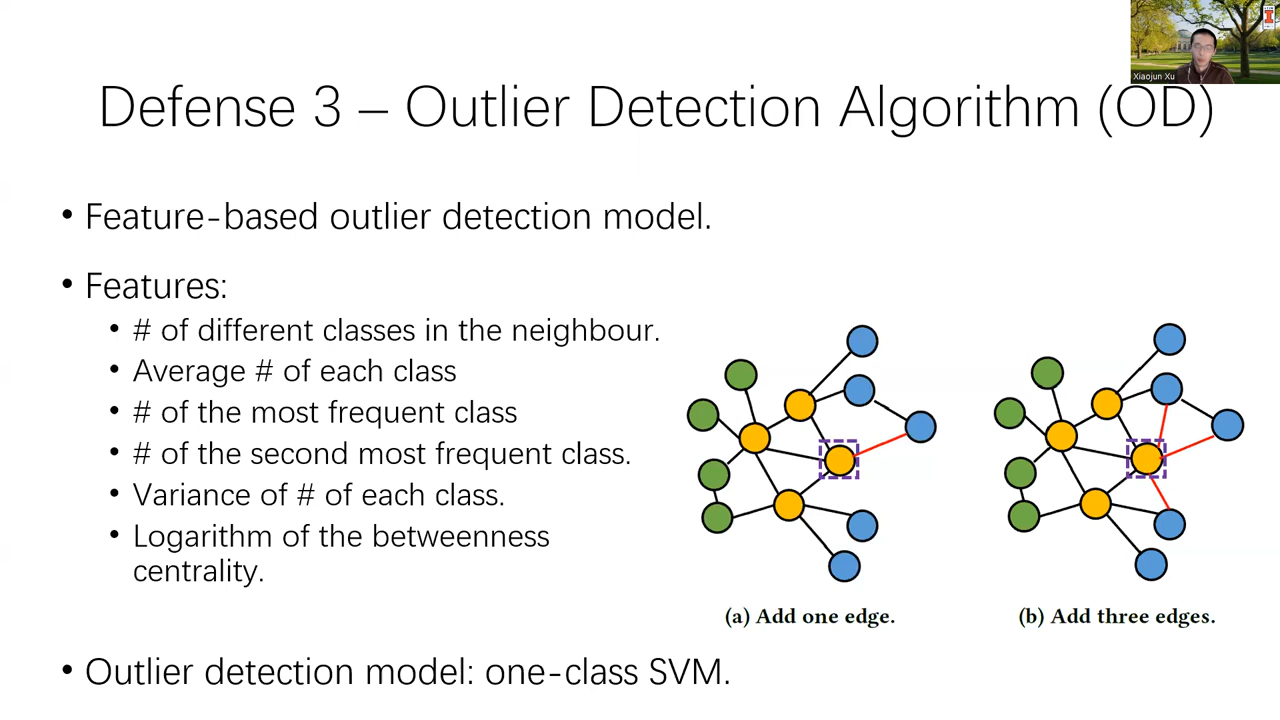 Xiaojun Xu
Defense 3 – Outlier Detection Algorithm (OD)
• Feature-based outlier detection model.
• Features:
• # of different classes in the neighbour.
• Average # of each class
• # of the most frequent class
• # of the second most frequent class.
• Variance of # of each class.
• Logarithm of the betweenness
centrality.
(a) Add one edge.
(b) Add three edges.
• Outlier detection model: one-class SVM.